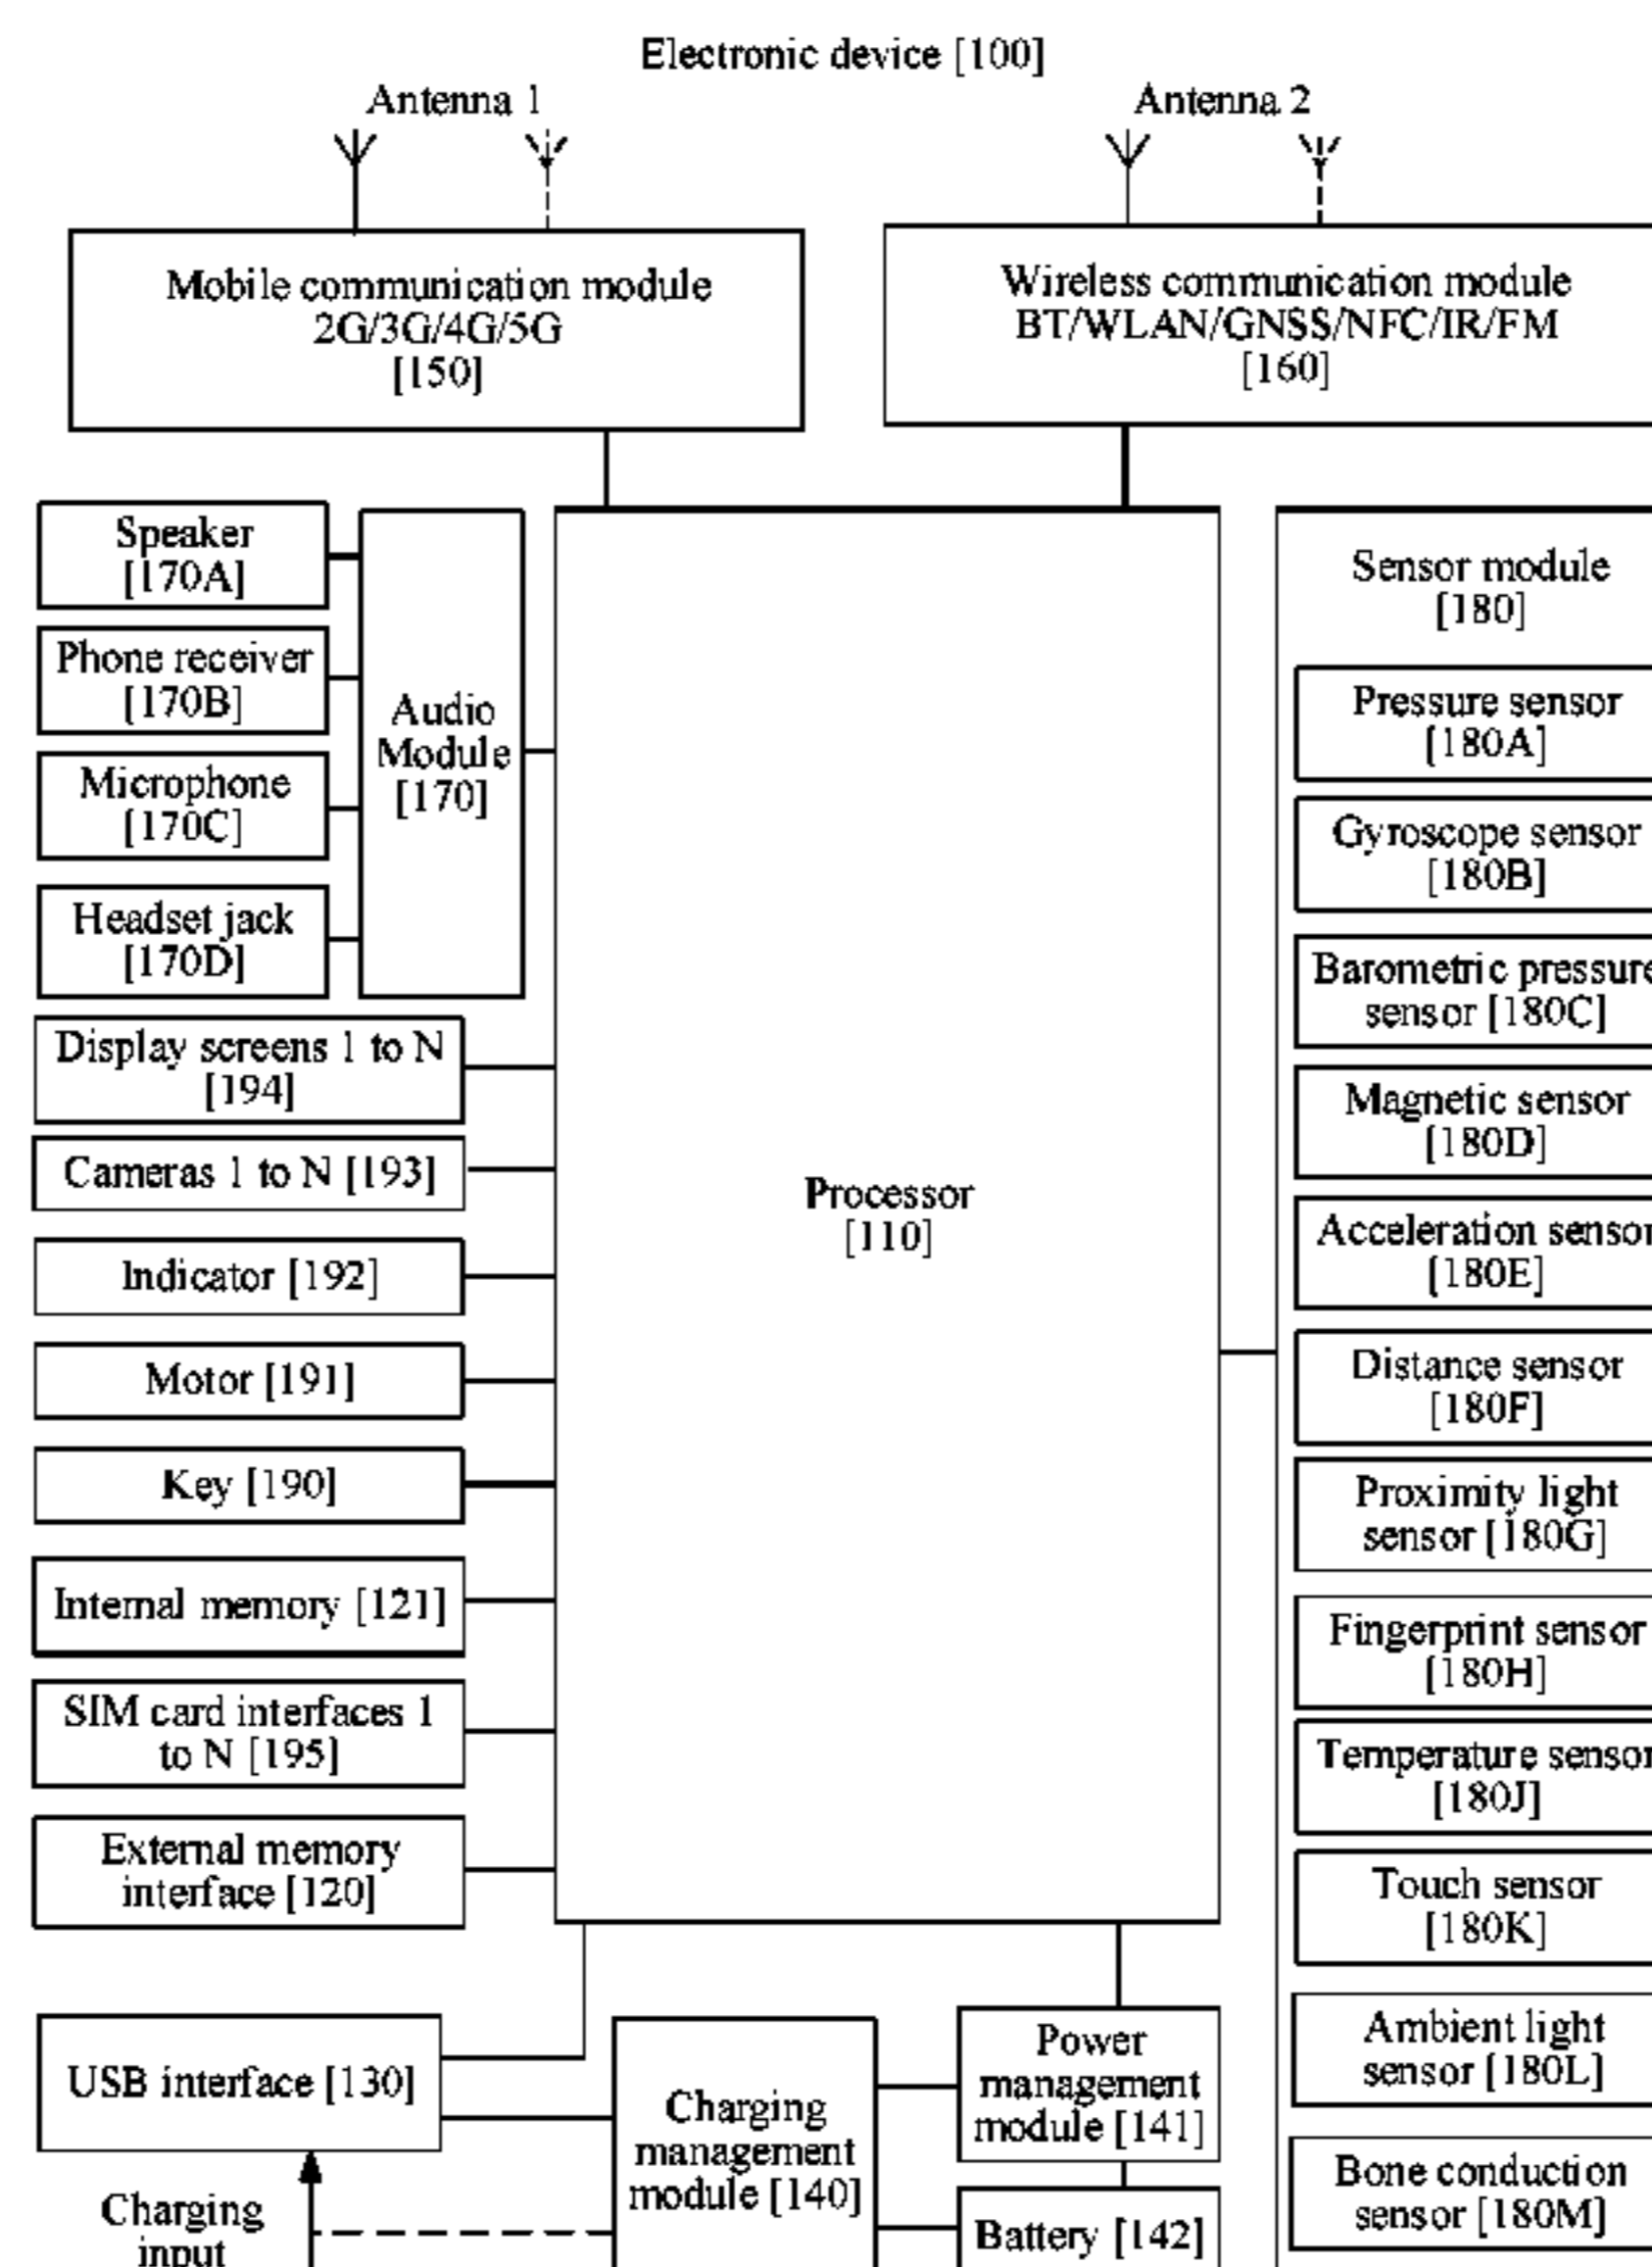 Electronic device [100]
Antenna 1
Antenna 2
Mobile communication module
2G/3G/4G/5G
[150]
Wireless communication module
BT/WLAN/GNSS/NFC/IR/FM
[160]
Speaker
[170A]
Phone receiver
[170B]
Microphone
[170C]
Headset jack
[170D]
Audio
Module
[170]
Display screens 1 to N
[194]
Cameras 1 to N [193]
Indicator [192]
Motor [191]
Key [190]
Internal memory [121]
SIM card interfaces 1
to N [195]
External memory
interface [120]
Processor
[110]
Sensor module
[180]
Pressure sensor
[180A]
Gyroscope sensor
[180B]
Barometric pressure
sensor [180C]
Magnetic sensor
[180D]
Acceleration sensor
[180E]
Distance sensor
[180F]
Proximity light
sensor [180G]
Fingerprint sensor
[180H]
Temperature sensor
[180J]
Touch sensor
[180K]
Ambient light
sensor [180L]
Bone conduction
sensor [180M]
USB interface [130]
Charging
input
Charging
management
module [140]
Power
management
module [141]
Battery [142]